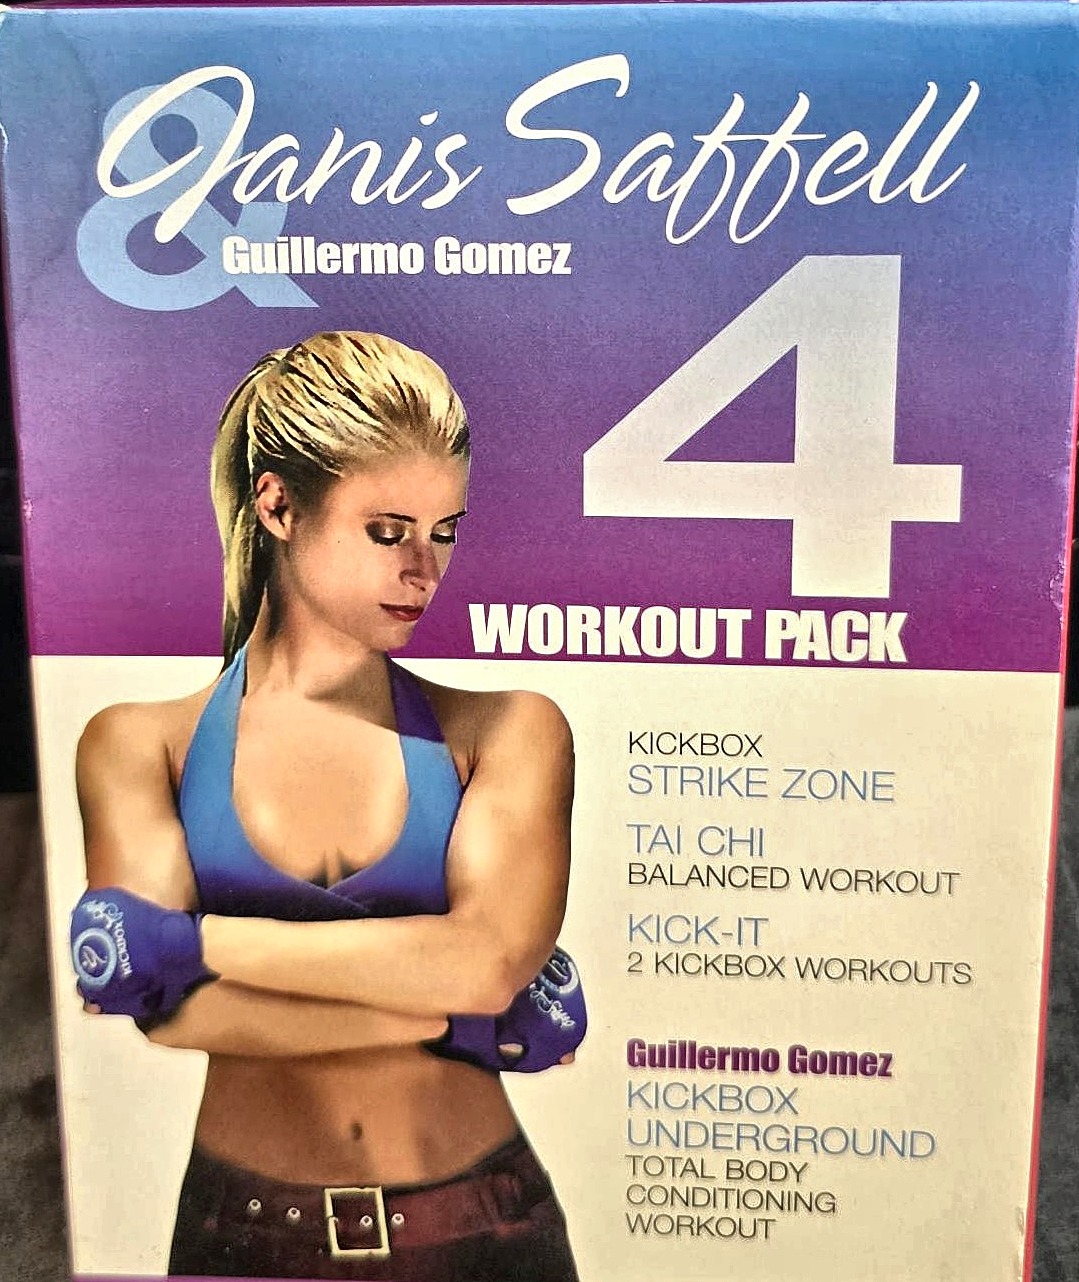 &
Janis Saffell
Guillermo Gomez
4
WORKOUT PACK
KICKBOX
STRIKE ZONE
TAI CHI
BALANCED WORKOUT
KICK-IT
2 KICKBOX WORKOUTS
Guillermo Gomez
KICKBOX
UNDERGROUND
TOTAL BODY
CONDITIONING
WORKOUT